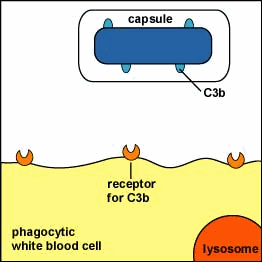 capsule
C3b
receptor
for C3b
phagocytic
white blood cell
lysosome